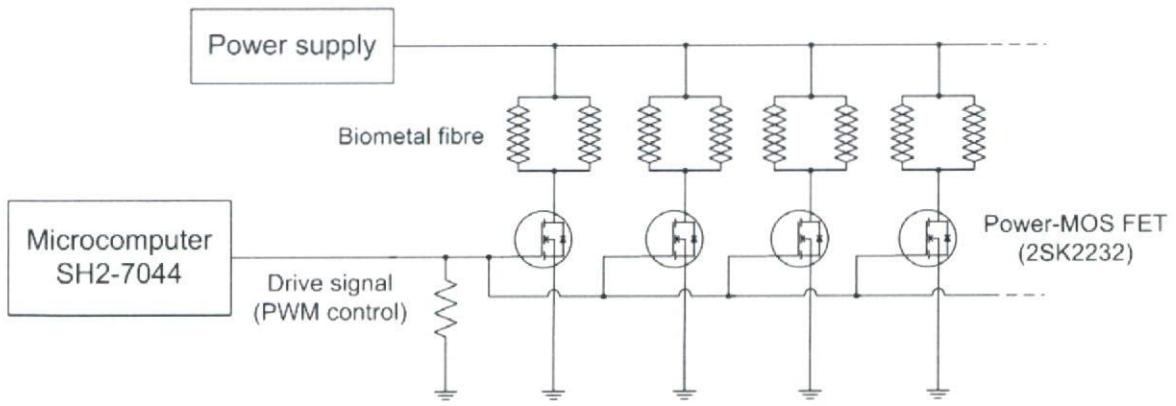 Power supply
Biometal fibre
Microcomputer
SH2-7044
Drive signal
(PWM control)
Power-MOS FET
(2SK2232)